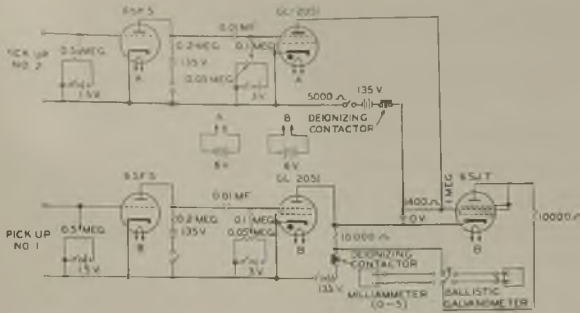 6SF5
GL 2051
0.01 MF
PICK UP
NO. 2
0.5 MEG.
0.2 MEG
0.1
MEG
135 V
0.05 MEG
1.5 V
3 V
A
A
5000 Ω
135 V.
DEIONIZING
CONTACTOR
A
B
6 V
6 V
1 MEG
6SJ7
1400 Ω
10000 Ω
6SF5
GL 2051
0.01 MF
PICK UP
NO. 1
0.5 MEG.
0.2 MEG
0.1
MEG
135 V
0.05 MEG
1.5 V
3 V
B
B
B
10,000 Ω
DEIONIZING
CONTACTOR
135 V
MILLIAMMETER
(0-5)
BALLISTIC
GALVANOMETER